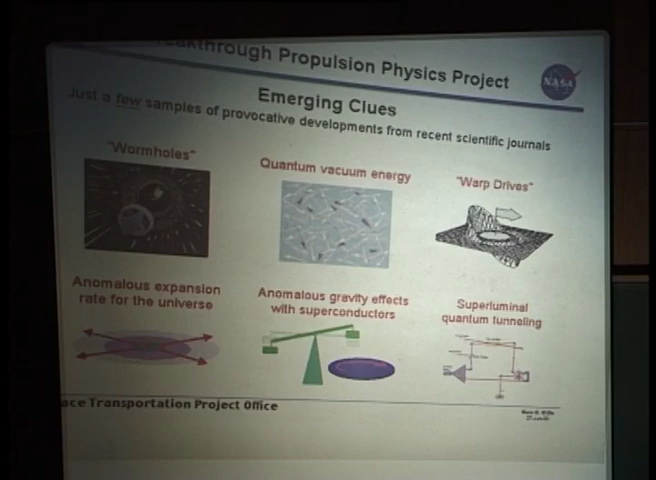 Breakthrough Propulsion Physics Project
NASA
Emerging Clues
Just a few samples of provocative developments from recent scientific journals
"Wormholes"
Quantum vacuum energy
"Warp Drives"
Anomalous expansion
rate for the universe
Anomalous gravity effects
with superconductors
Superluminal
quantum tunneling
ace Transportation Project Office